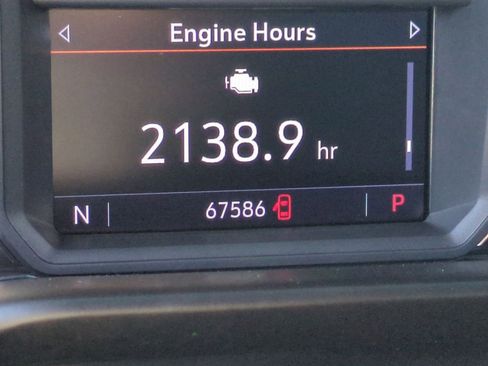 Engine Hours
2138.9 hr
N 67586 P